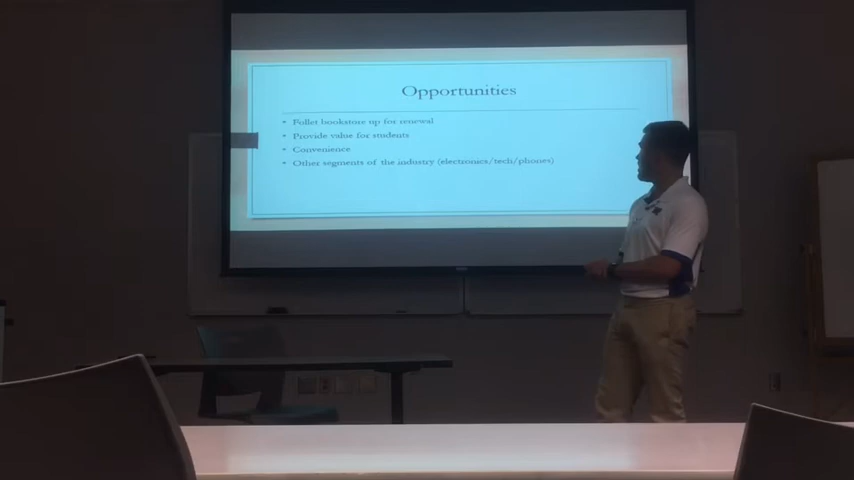 Opportunities
• Follet bookstore up for renewal
• Provide value for students
• Convenience
• Other segments of the industry (electronics/tech/phones)